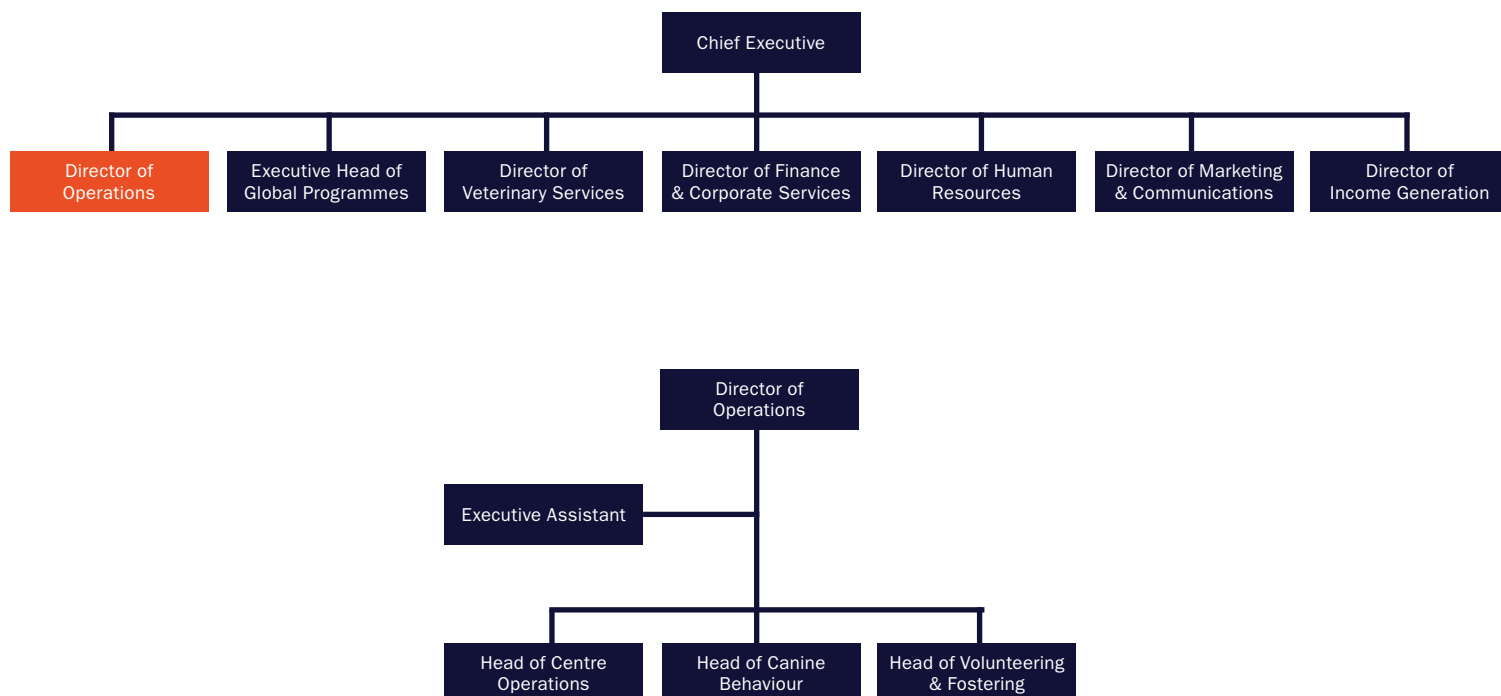 Chief Executive
Director of
Operations
Executive Head of
Global Programmes
Director of
Veterinary Services
Director of Finance
& Corporate Services
Director of Human
Resources
Director of Marketing
& Communications
Director of
Income Generation
Director of
Operations
Executive Assistant
Head of Centre
Operations
Head of Canine
Behaviour
Head of Volunteering
& Fostering